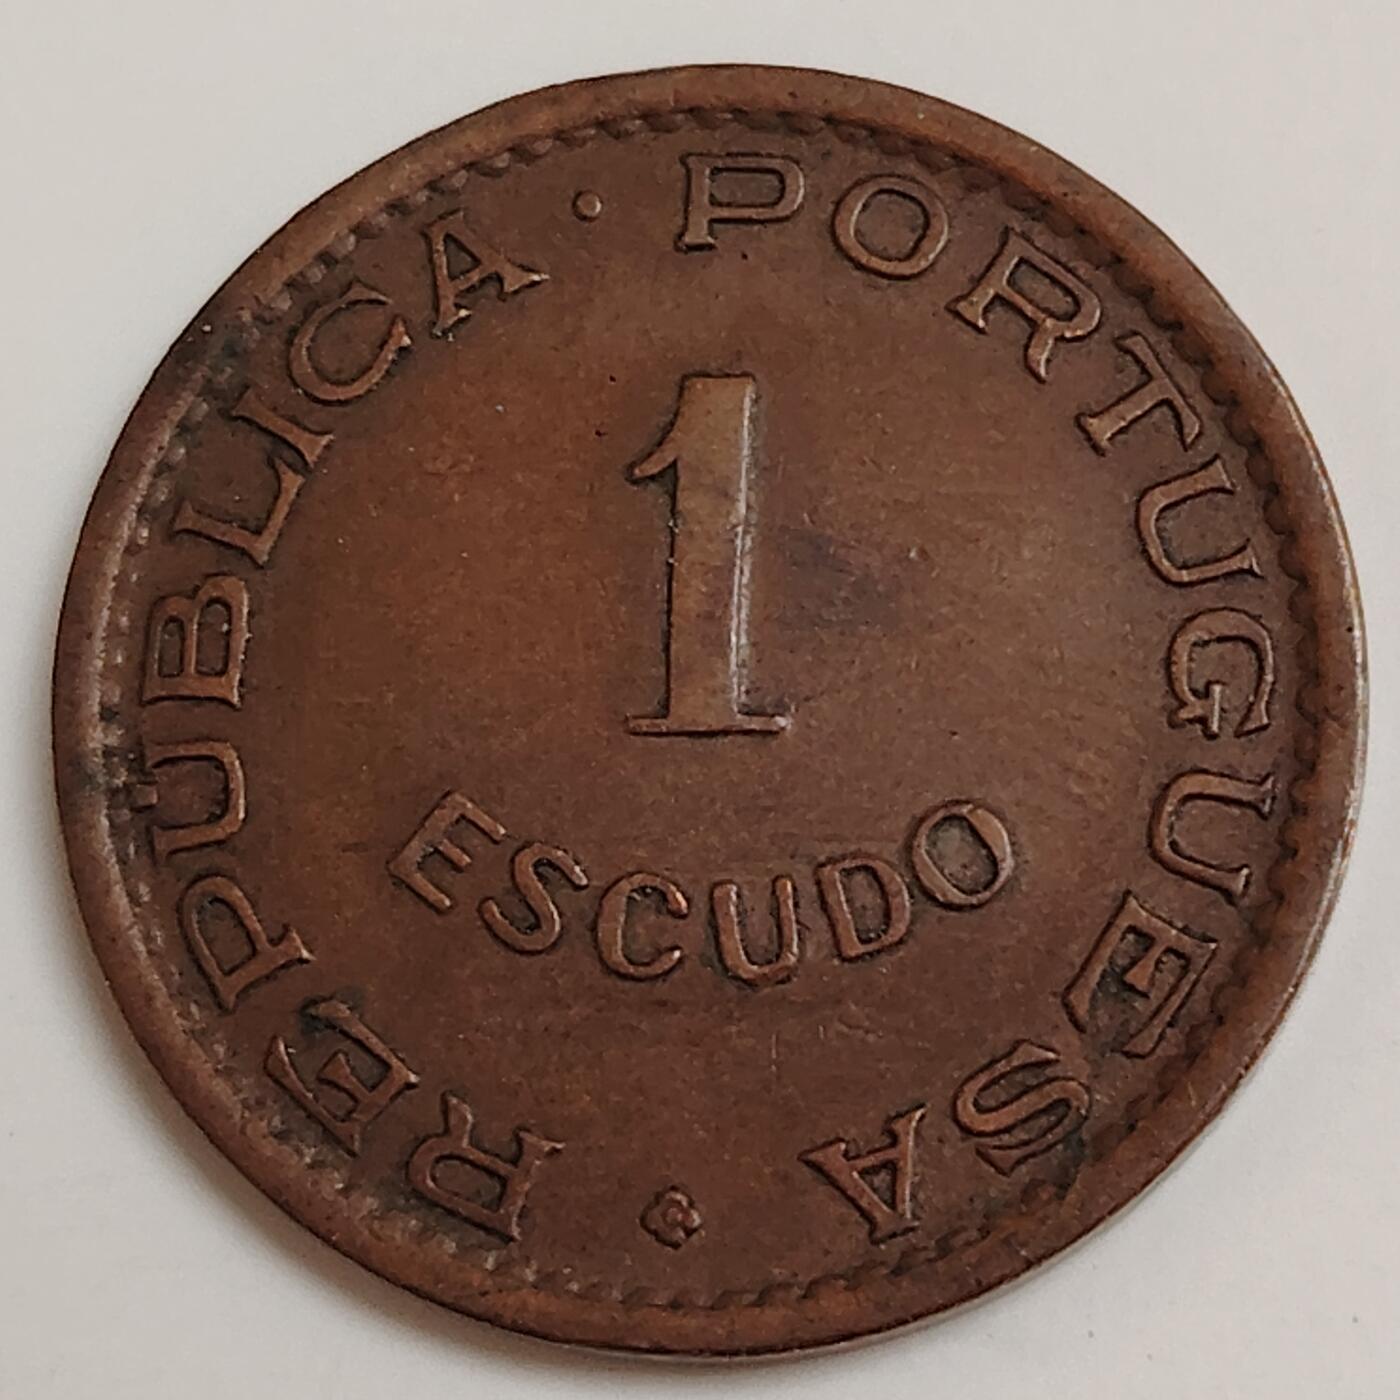 REPÚBLICA · PORTUGUESA
1
ESCUDO